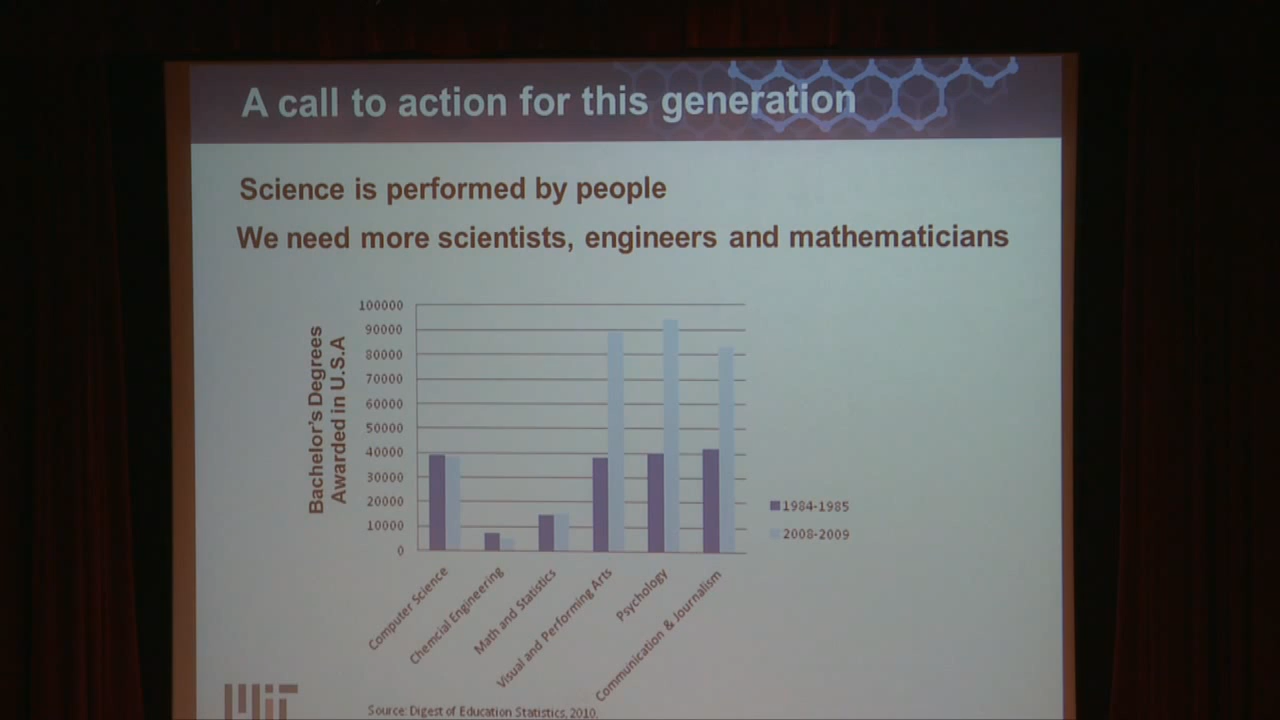 A call to action for this generation
Science is performed by people
We need more scientists, engineers and mathematicians
Bachelor's Degrees
Awarded in U.S.A
100000
90000
80000
70000
60000
50000
40000
30000
20000
10000
0
Computer Science
Chemcial Engineering
Math and Statistics
Visual and Performing Arts
Psychology
Communication & Journalism
1984-1985
2008-2009
MIT
Source: Digest of Education Statistics, 2010.